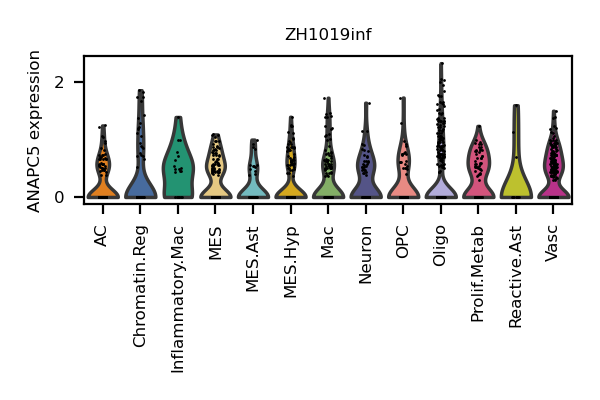 ZH1019inf
ANAPC5 expression
2
0
AC
Chromatin.Reg
Inflammatory.Mac
MES
MES.Ast
MES.Hyp
Mac
Neuron
OPC
Oligo
Prolif.Metab
Reactive.Ast
Vasc